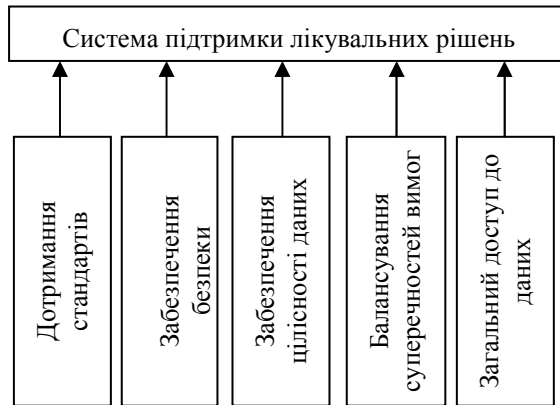 Система підтримки лікувальних рішень
Дотримання
стандартів
Забезпечення
безпеки
Забезпечення
цілісності даних
Балансування
суперечностей вимог
Загальний доступ до
даних